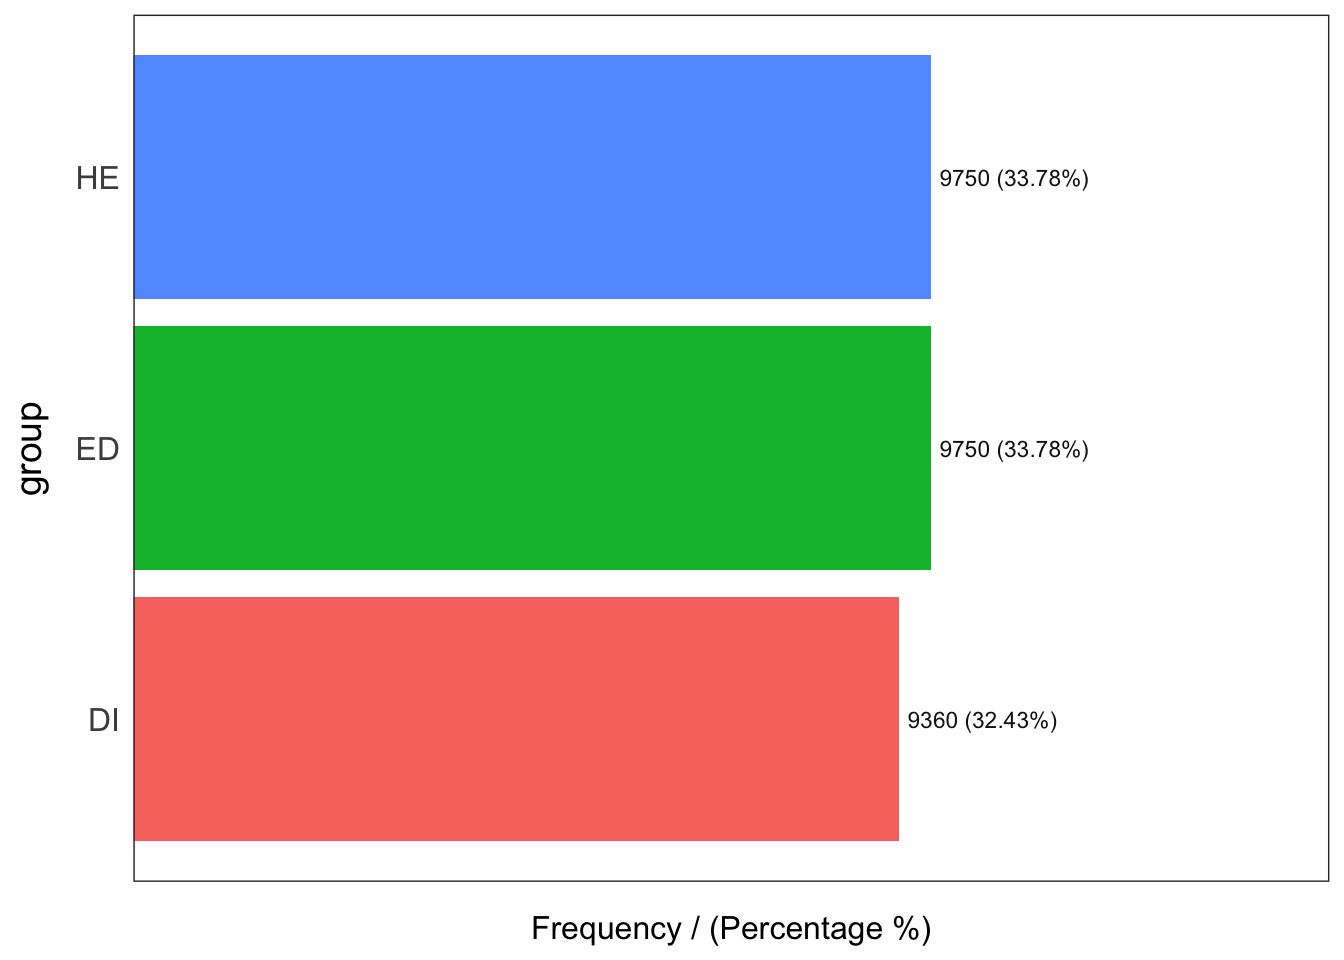 HE
9750 (33.78%)
ED
9750 (33.78%)
DI
9360 (32.43%)
group
Frequency / (Percentage %)